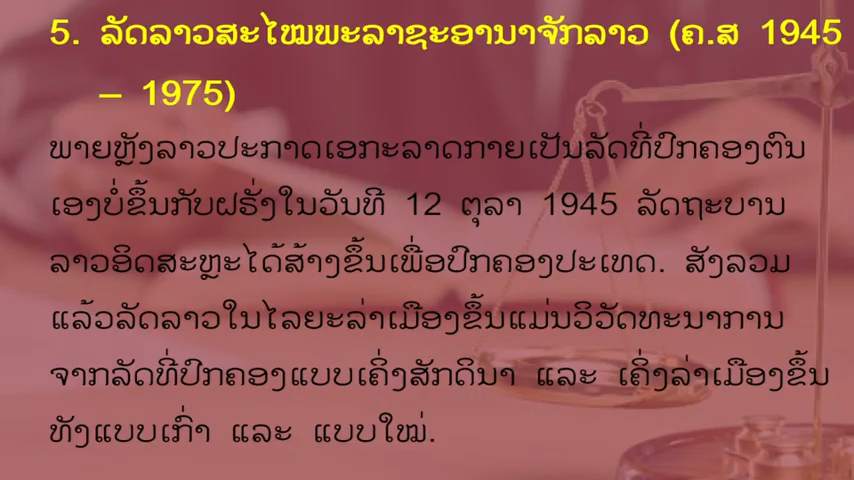 5. ລັດລາວສະໄໝພະລາຊະອານາຈັກລາວ (ຄ.ສ 1945
– 1975)
ພາຍຫຼັງລາວປະກາດເອກະລາດກາຍເປັນລັດທີ່ປົກຄອງຕົນ
ເອງບໍ່ຂຶ້ນກັບຝຣັ່ງໃນວັນທີ 12 ຕຸລາ 1945 ລັດຖະບານ
ລາວອິດສະຫຼະໄດ້ສ້າງຂຶ້ນເພື່ອປົກຄອງປະເທດ. ສັງລວມ
ແລ້ວລັດລາວໃນໄລຍະລ່າເມືອງຂຶ້ນແມ່ນວິວັດທະນາການ
ຈາກລັດທີ່ປົກຄອງແບບເຄິ່ງສັກດິນາ ແລະ ເຄິ່ງລ່າເມືອງຂຶ້ນ
ທັງແບບເກົ່າ ແລະ ແບບໃໝ່.